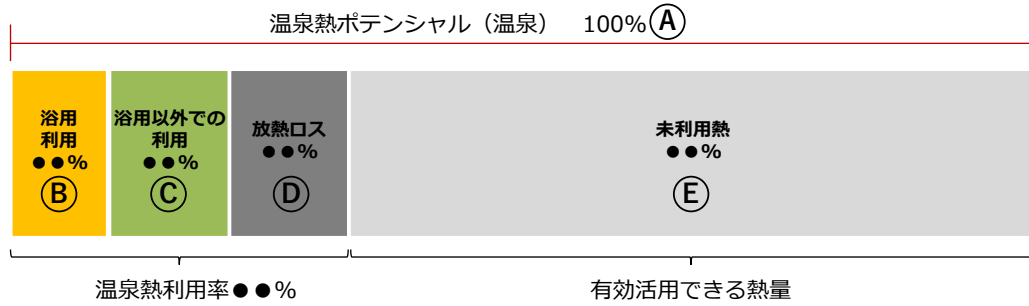 温泉熱ポテンシャル（温泉）　100%Ⓐ
浴用
利用
●●%
Ⓑ
浴用以外での
利用
●●%
Ⓒ
放熱ロス
●●%
Ⓓ
未利用熱
●●%
Ⓔ
温泉熱利用率●●%
有効活用できる熱量